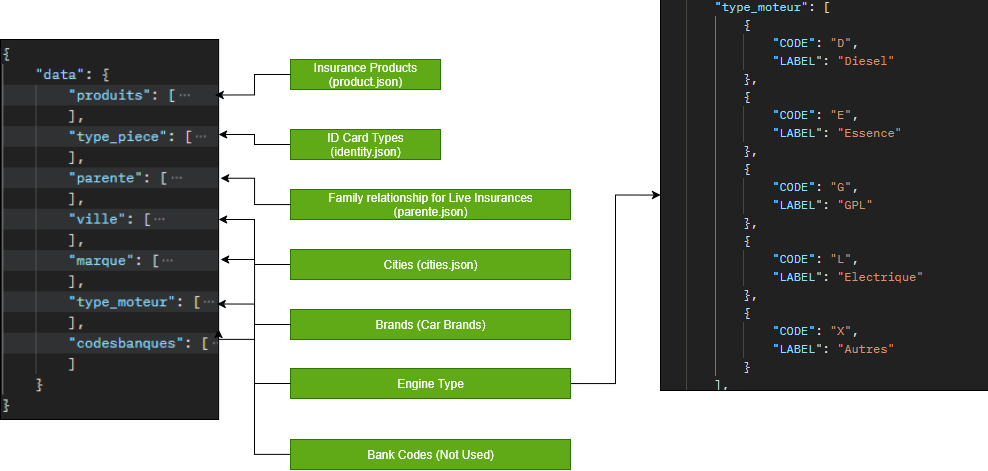 {
"data": {
"produits": [ ···
],
"type_piece": [ ···
],
"parente": [ ···
],
"ville": [ ···
],
"marque": [ ···
],
"type_moteur": [ ···
],
"codesbanques": [ ··
]
}
}
Insurance Products
(product.json)
ID Card Types
(identity.json)
Family relationship for Live Insurances
(parente.json)
Cities (cities.json)
Brands (Car Brands)
Engine Type
Bank Codes (Not Used)
"type_moteur": [
{
"CODE": "D",
"LABEL": "Diesel"
},
{
"CODE": "E",
"LABEL": "Essence"
},
{
"CODE": "G",
"LABEL": "GPL"
},
{
"CODE": "L",
"LABEL": "Electrique"
},
{
"CODE": "X",
"LABEL": "Autres"
}
],